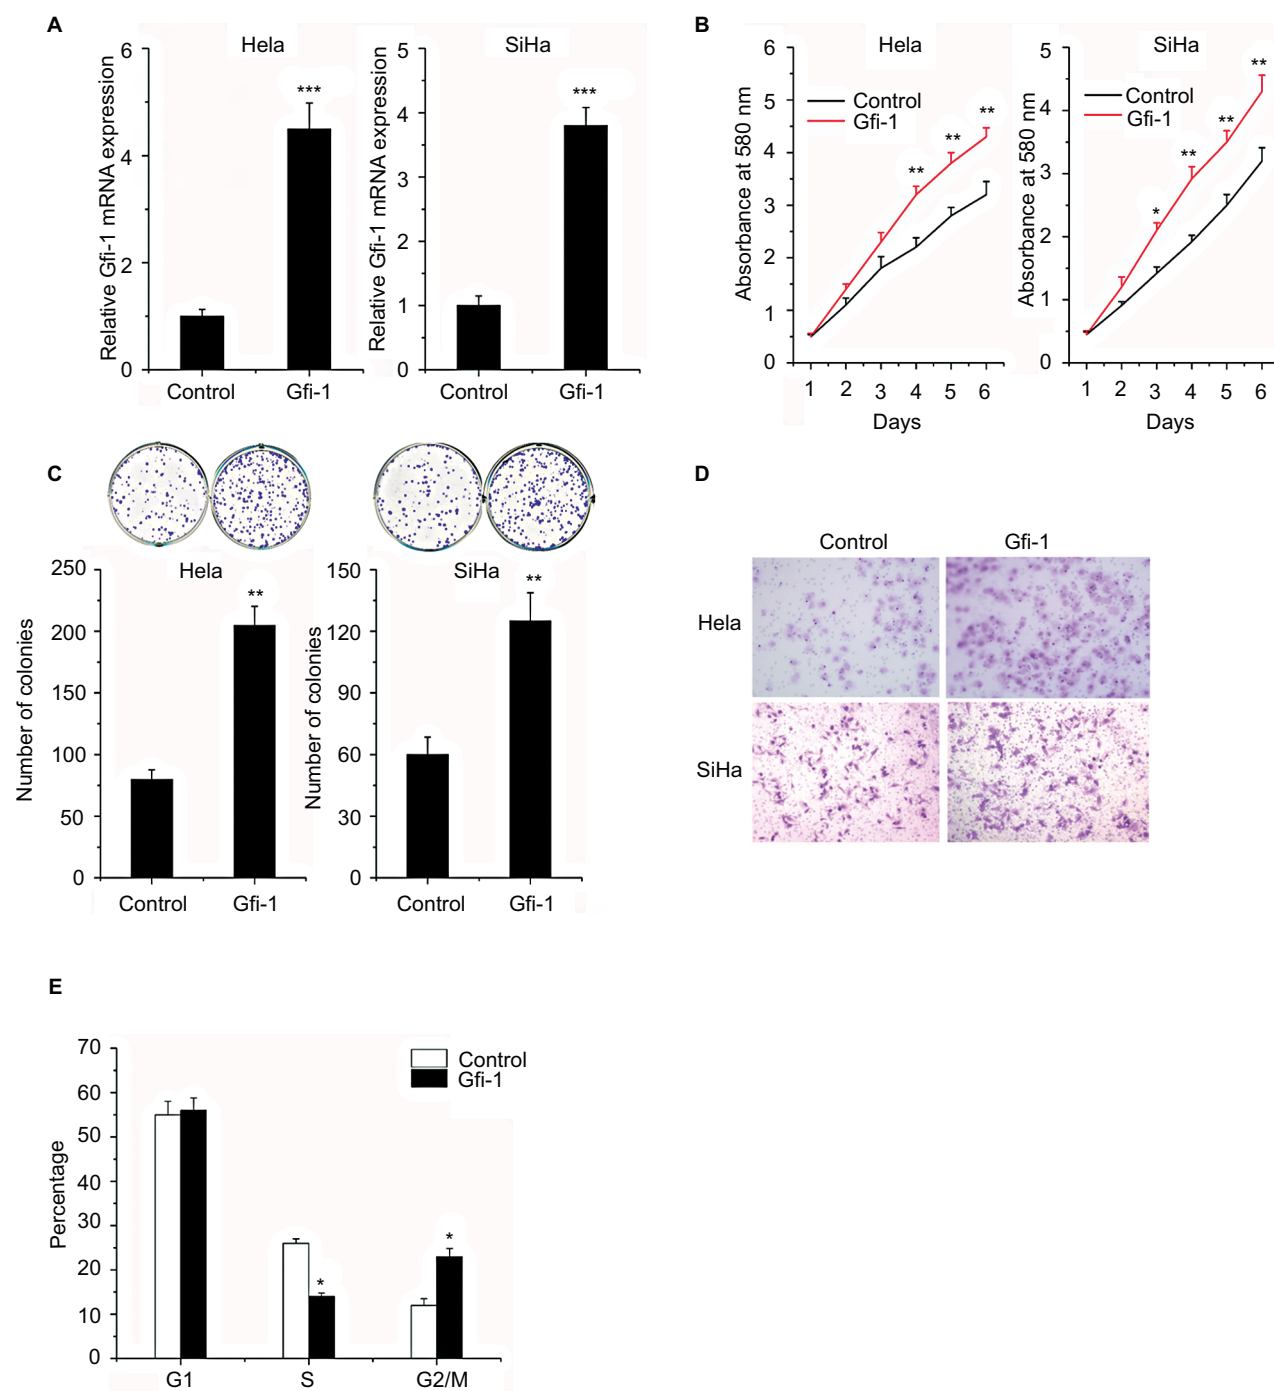 A
Hela
SiHa
Relative Gfi-1 mRNA expression
6
4
2
0
***
Control
Gfi-1
Relative Gfi-1 mRNA expression
5
4
3
2
1
0
***
Control
Gfi-1
B
Hela
SiHa
Absorbance at 580 nm
6
5
4
3
2
1
0
Control
Gfi-1
**
**
**
1 2 3 4 5 6
Days
Absorbance at 580 nm
5
4
3
2
1
0
Control
Gfi-1
*
**
**
**
1 2 3 4 5 6
Days
C
Hela
SiHa
Number of colonies
250
200
150
100
50
0
**
Control
Gfi-1
Number of colonies
150
120
90
60
30
0
**
Control
Gfi-1
D
Control
Gfi-1
Hela
SiHa
E
Percentage
70
60
50
40
30
20
10
0
Control
Gfi-1
*
*
G1
S
G2/M